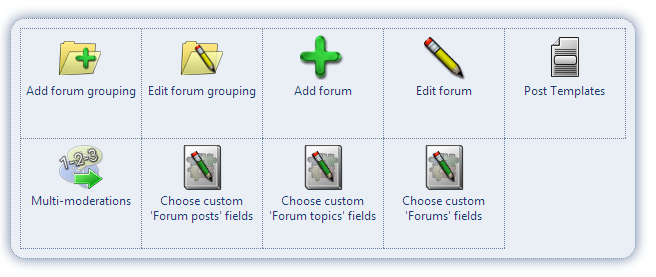 Add forum grouping
Edit forum grouping
Add forum
Edit forum
Post Templates
1-2-3
Multi-moderations
Choose custom
'Forum posts' fields
Choose custom
'Forum topics' fields
Choose custom
'Forums' fields